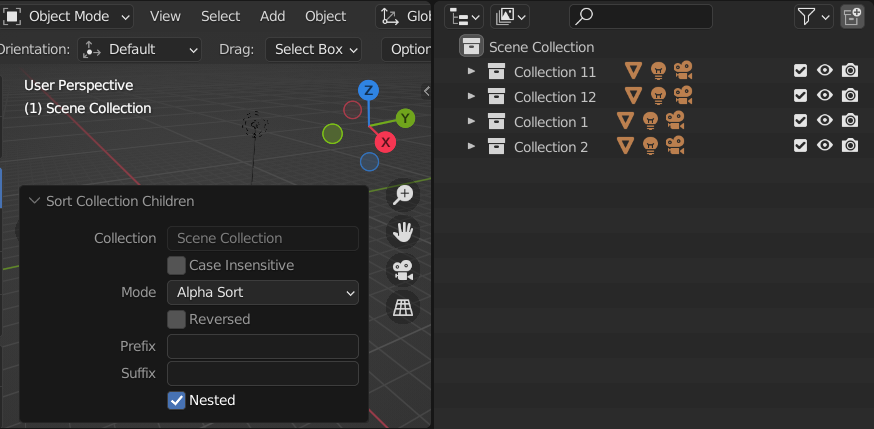 Object Mode View Select Add Object Glob
Orientation: Default Drag: Select Box Option
User Perspective
(1) Scene Collection
Z
Y
X
Sort Collection Children
Collection Scene Collection
Case Insensitive
Mode Alpha Sort
Reversed
Prefix
Suffix
Nested
Scene Collection
Collection 11
Collection 12
Collection 1
Collection 2